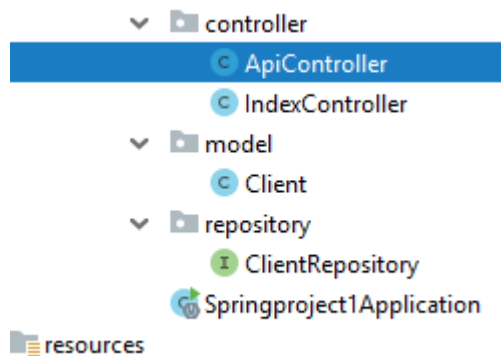 controller
C ApiController
C IndexController
model
C Client
repository
I ClientRepository
Springproject1Application
resources